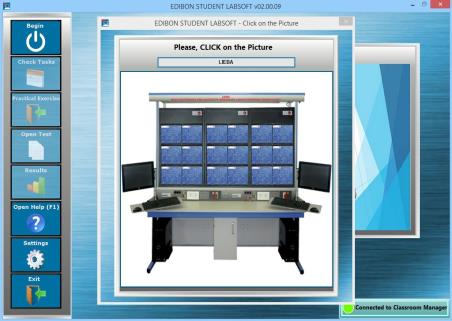 EDIBON STUDENT LABSOFT v02.00.09
Begin
Check Tasks
Practical Exercise
Open Test
Results
Open Help (F1)
Settings
Exit
EDIBON STUDENT LABSOFT - Click on the Picture
Please, CLICK on the Picture
LIEBA
Connected to Classroom Manager